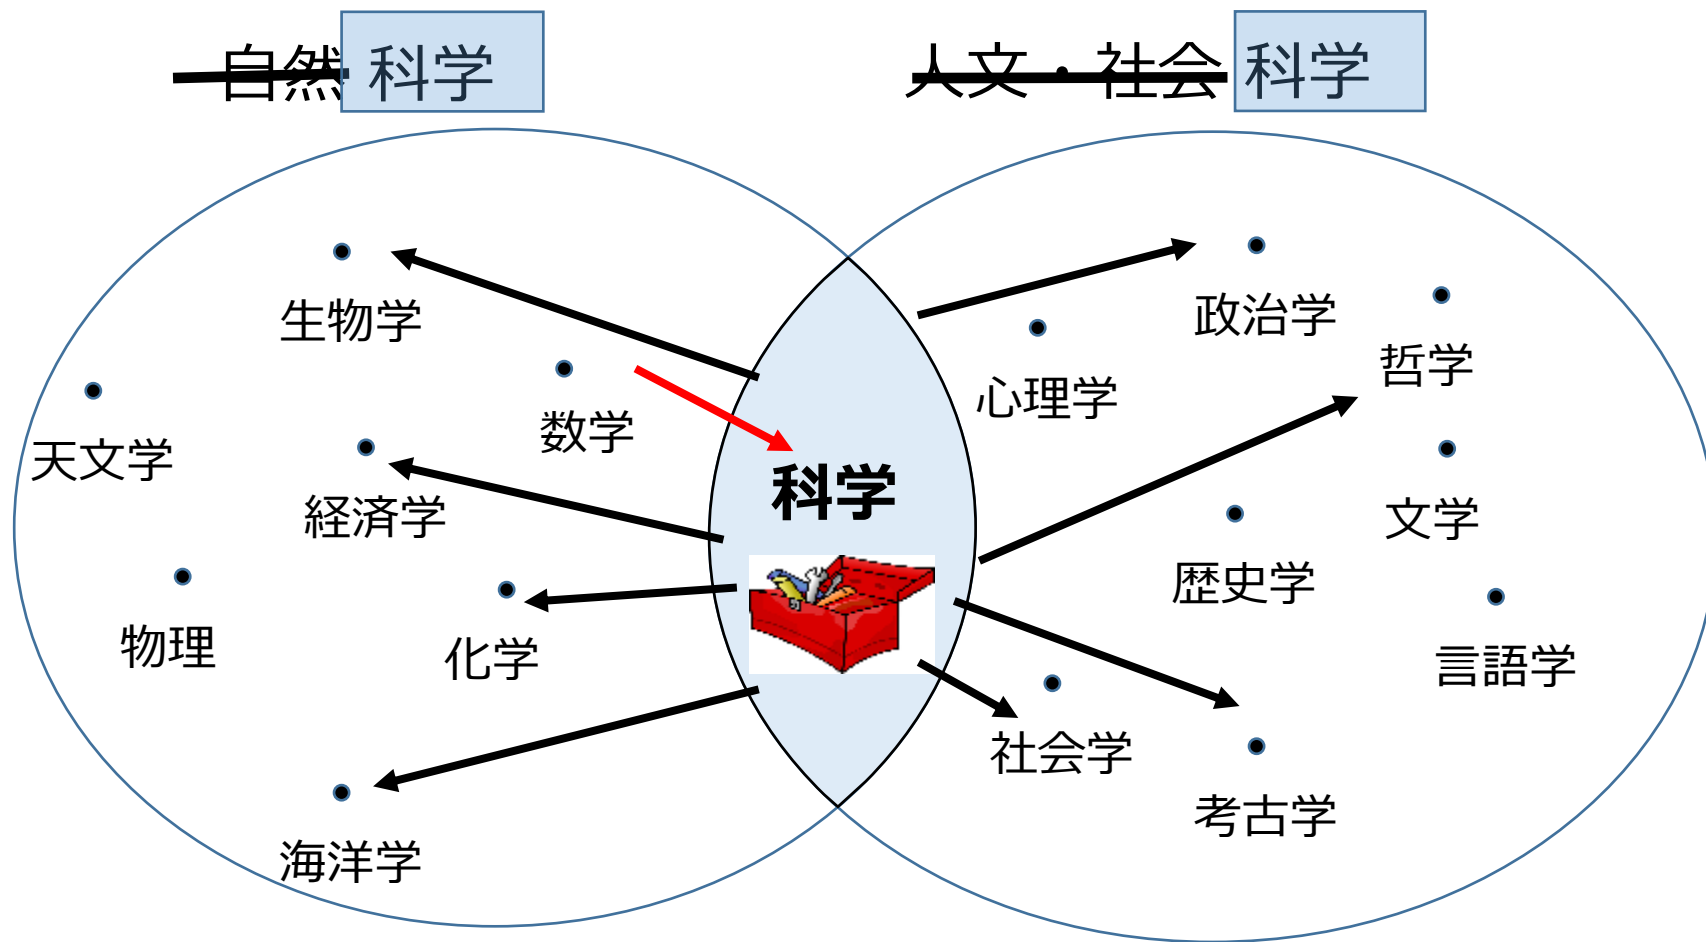 自然 科学
人文・社会 科学
生物学
数学
天文学
経済学
物理
化学
海洋学
科学
政治学
心理学
哲学
文学
歴史学
言語学
社会学
考古学